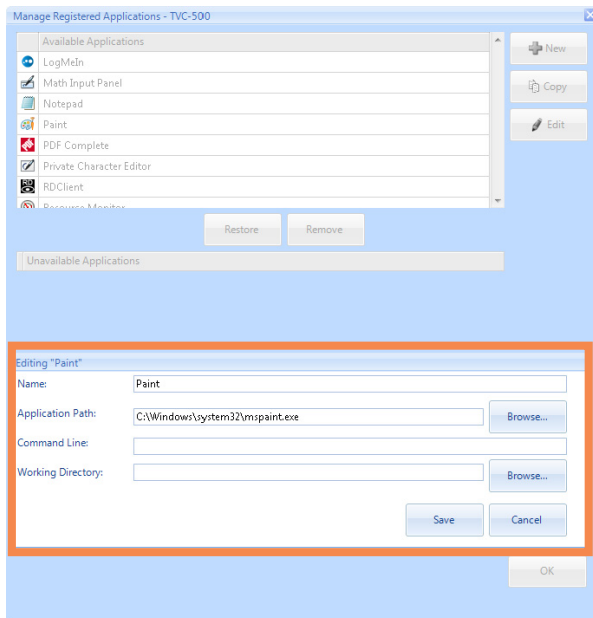 Manage Registered Applications - TVC-500
Available Applications
New
LogMeIn
Math Input Panel
Copy
Notepad
Paint
Edit
PDF Complete
Private Character Editor
RDClient
Resource Monitor
Restore Remove
Unavailable Applications
Editing "Paint"
Name: Paint
Application Path: C:\Windows\system32\mspaint.exe Browse...
Command Line:
Working Directory: Browse...
Save Cancel
OK